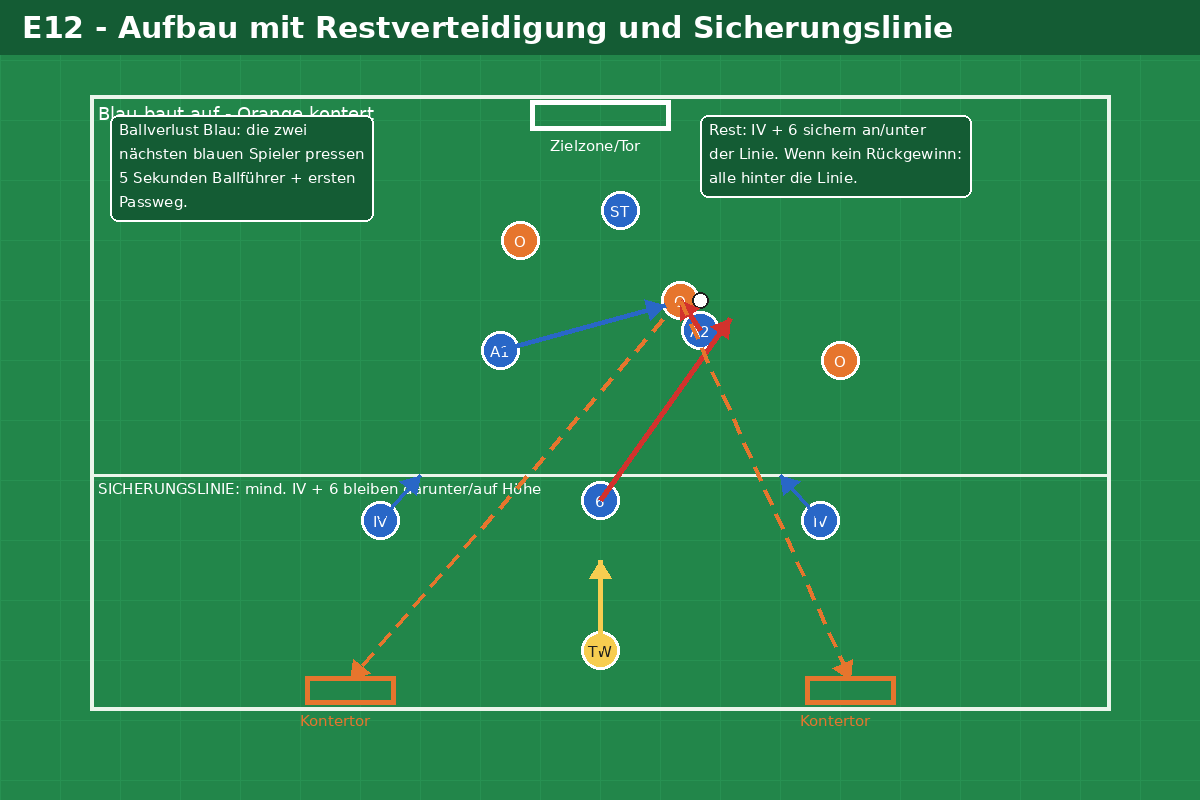 E12 - Aufbau mit Restverteidigung und Sicherungslinie
Blau baut auf - Orange kontert
Ballverlust Blau: die zwei
nächsten blauen Spieler pressen
5 Sekunden Ballführer + ersten
Passweg.
Zielzone/Tor
Rest: IV + 6 sichern an/unter
der Linie. Wenn kein Rückgewinn:
alle hinter die Linie.
ST
O
O
A2
A1
O
SICHERUNGSLINIE: mind. IV + 6 bleiben darunter/auf Höhe
6
IV
IV
TW
Kontertor
Kontertor